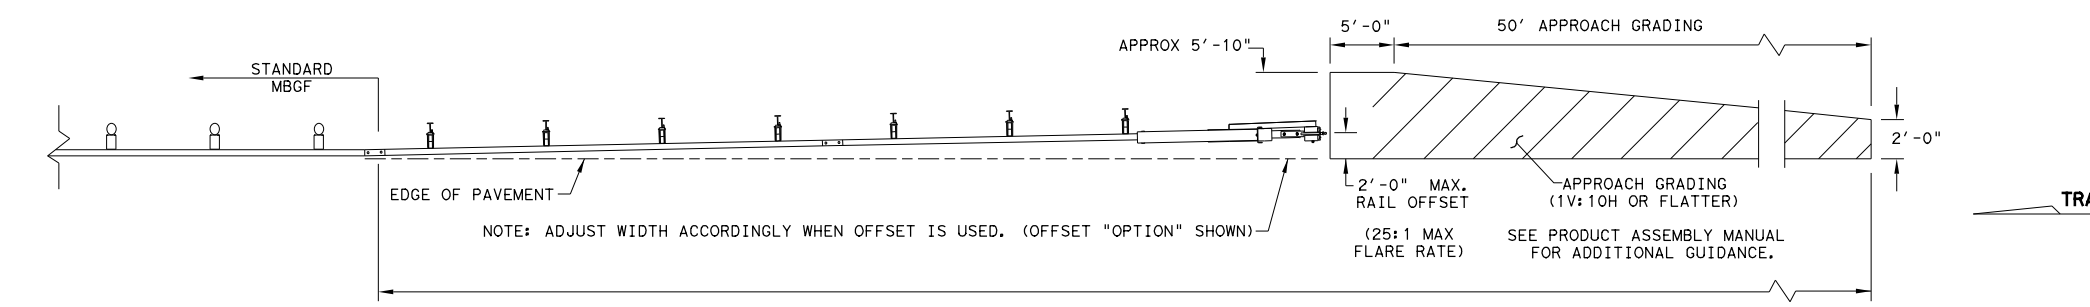 5'-0"
50' APPROACH GRADING
APPROX 5'-10"
STANDARD
MBGF
2'-0"
EDGE OF PAVEMENT
2'-0" MAX.
RAIL OFFSET
APPROACH GRADING
(1V:10H OR FLATTER)
NOTE: ADJUST WIDTH ACCORDINGLY WHEN OFFSET IS USED. (OFFSET "OPTION" SHOWN)
(25:1 MAX
FLARE RATE)
SEE PRODUCT ASSEMBLY MANUAL
FOR ADDITIONAL GUIDANCE.